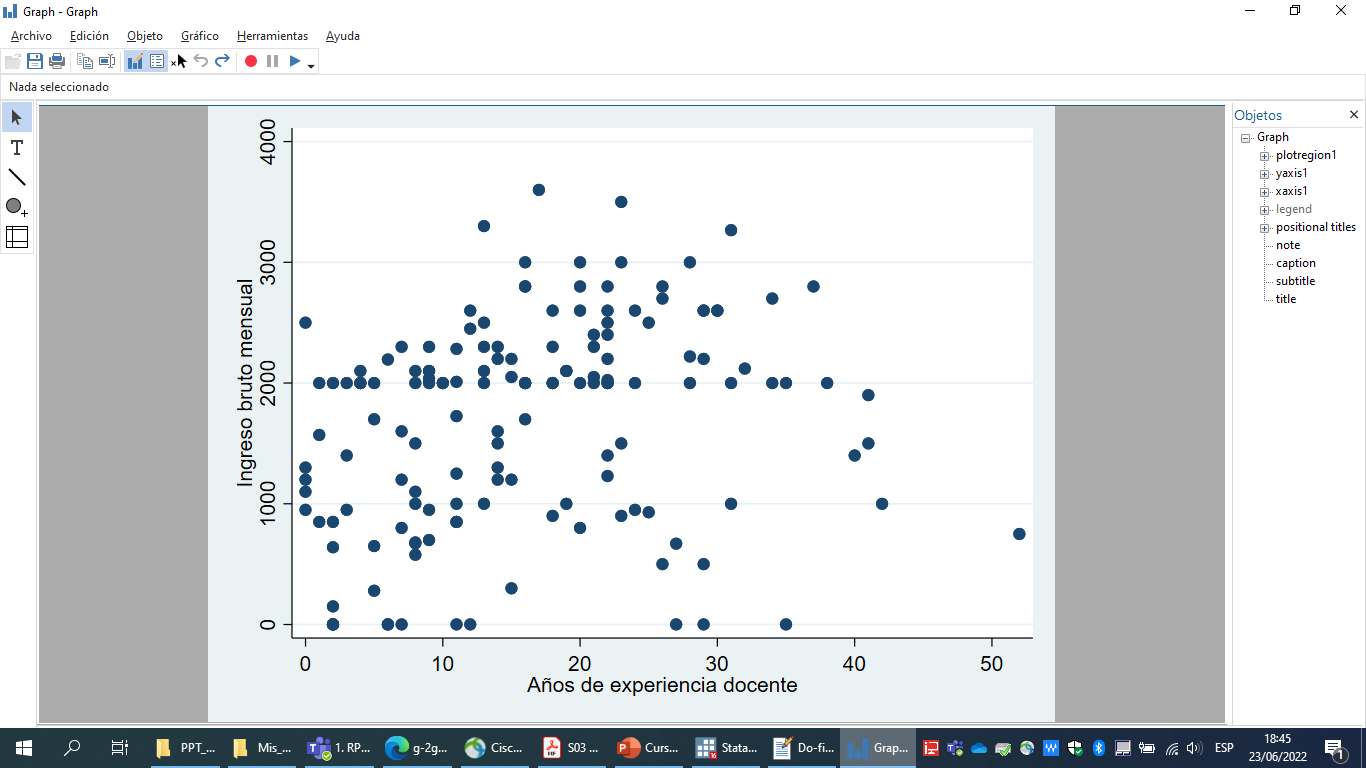 Graph - Graph
Archivo Edición Objeto Gráfico Herramientas Ayuda
Nada seleccionado
T
Objetos
Graph
plotregion1
yaxis1
xaxis1
legend
positional titles
note
caption
subtitle
title
Ingreso bruto mensual
4000
3000
2000
1000
0
0 10 20 30 40 50
Años de experiencia docente
PPT_... Mis_... 1. RP... g-2g... Cisc... S03 ... Curs... Stata... Do-fi... Grap... ESP
18:45
23/06/2022
1